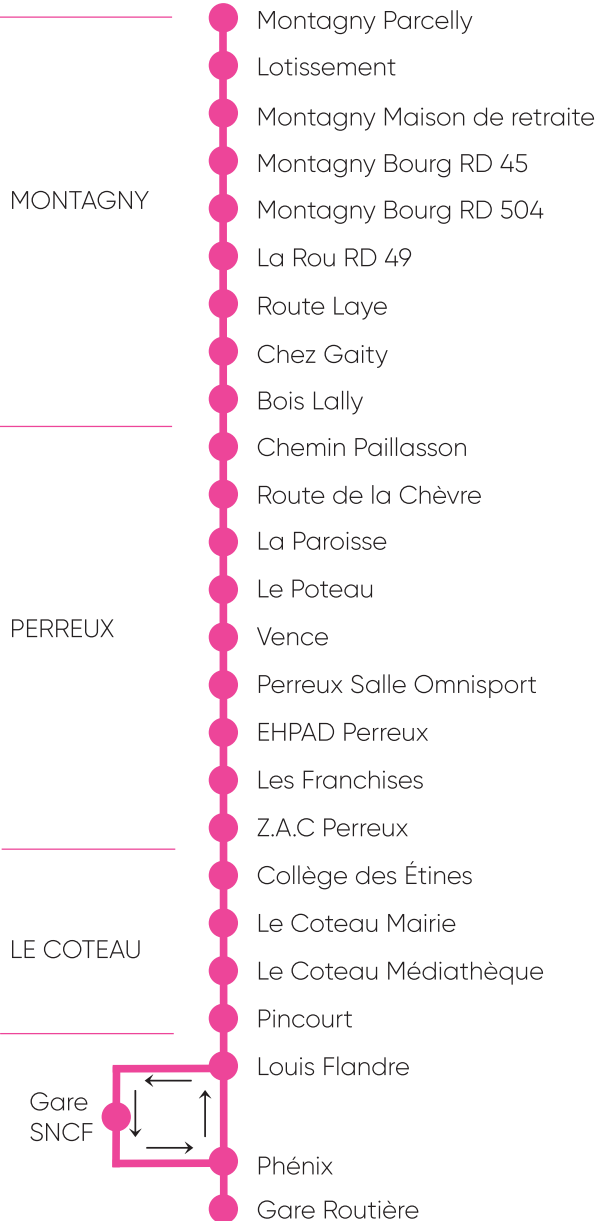 Montagny Parcelly
Lotissement
Montagny Maison de retraite
Montagny Bourg RD 45
MONTAGNY
Montagny Bourg RD 504
La Rou RD 49
Route Laye
Chez Gaity
Bois Lally
Chemin Paillasson
Route de la Chèvre
La Paroisse
Le Poteau
PERREUX
Vence
Perreux Salle Omnisport
EHPAD Perreux
Les Franchises
Z.A.C Perreux
Collège des Étines
Le Coteau Mairie
LE COTEAU
Le Coteau Médiathèque
Pincourt
Louis Flandre
Gare
SNCF
Phénix
Gare Routière